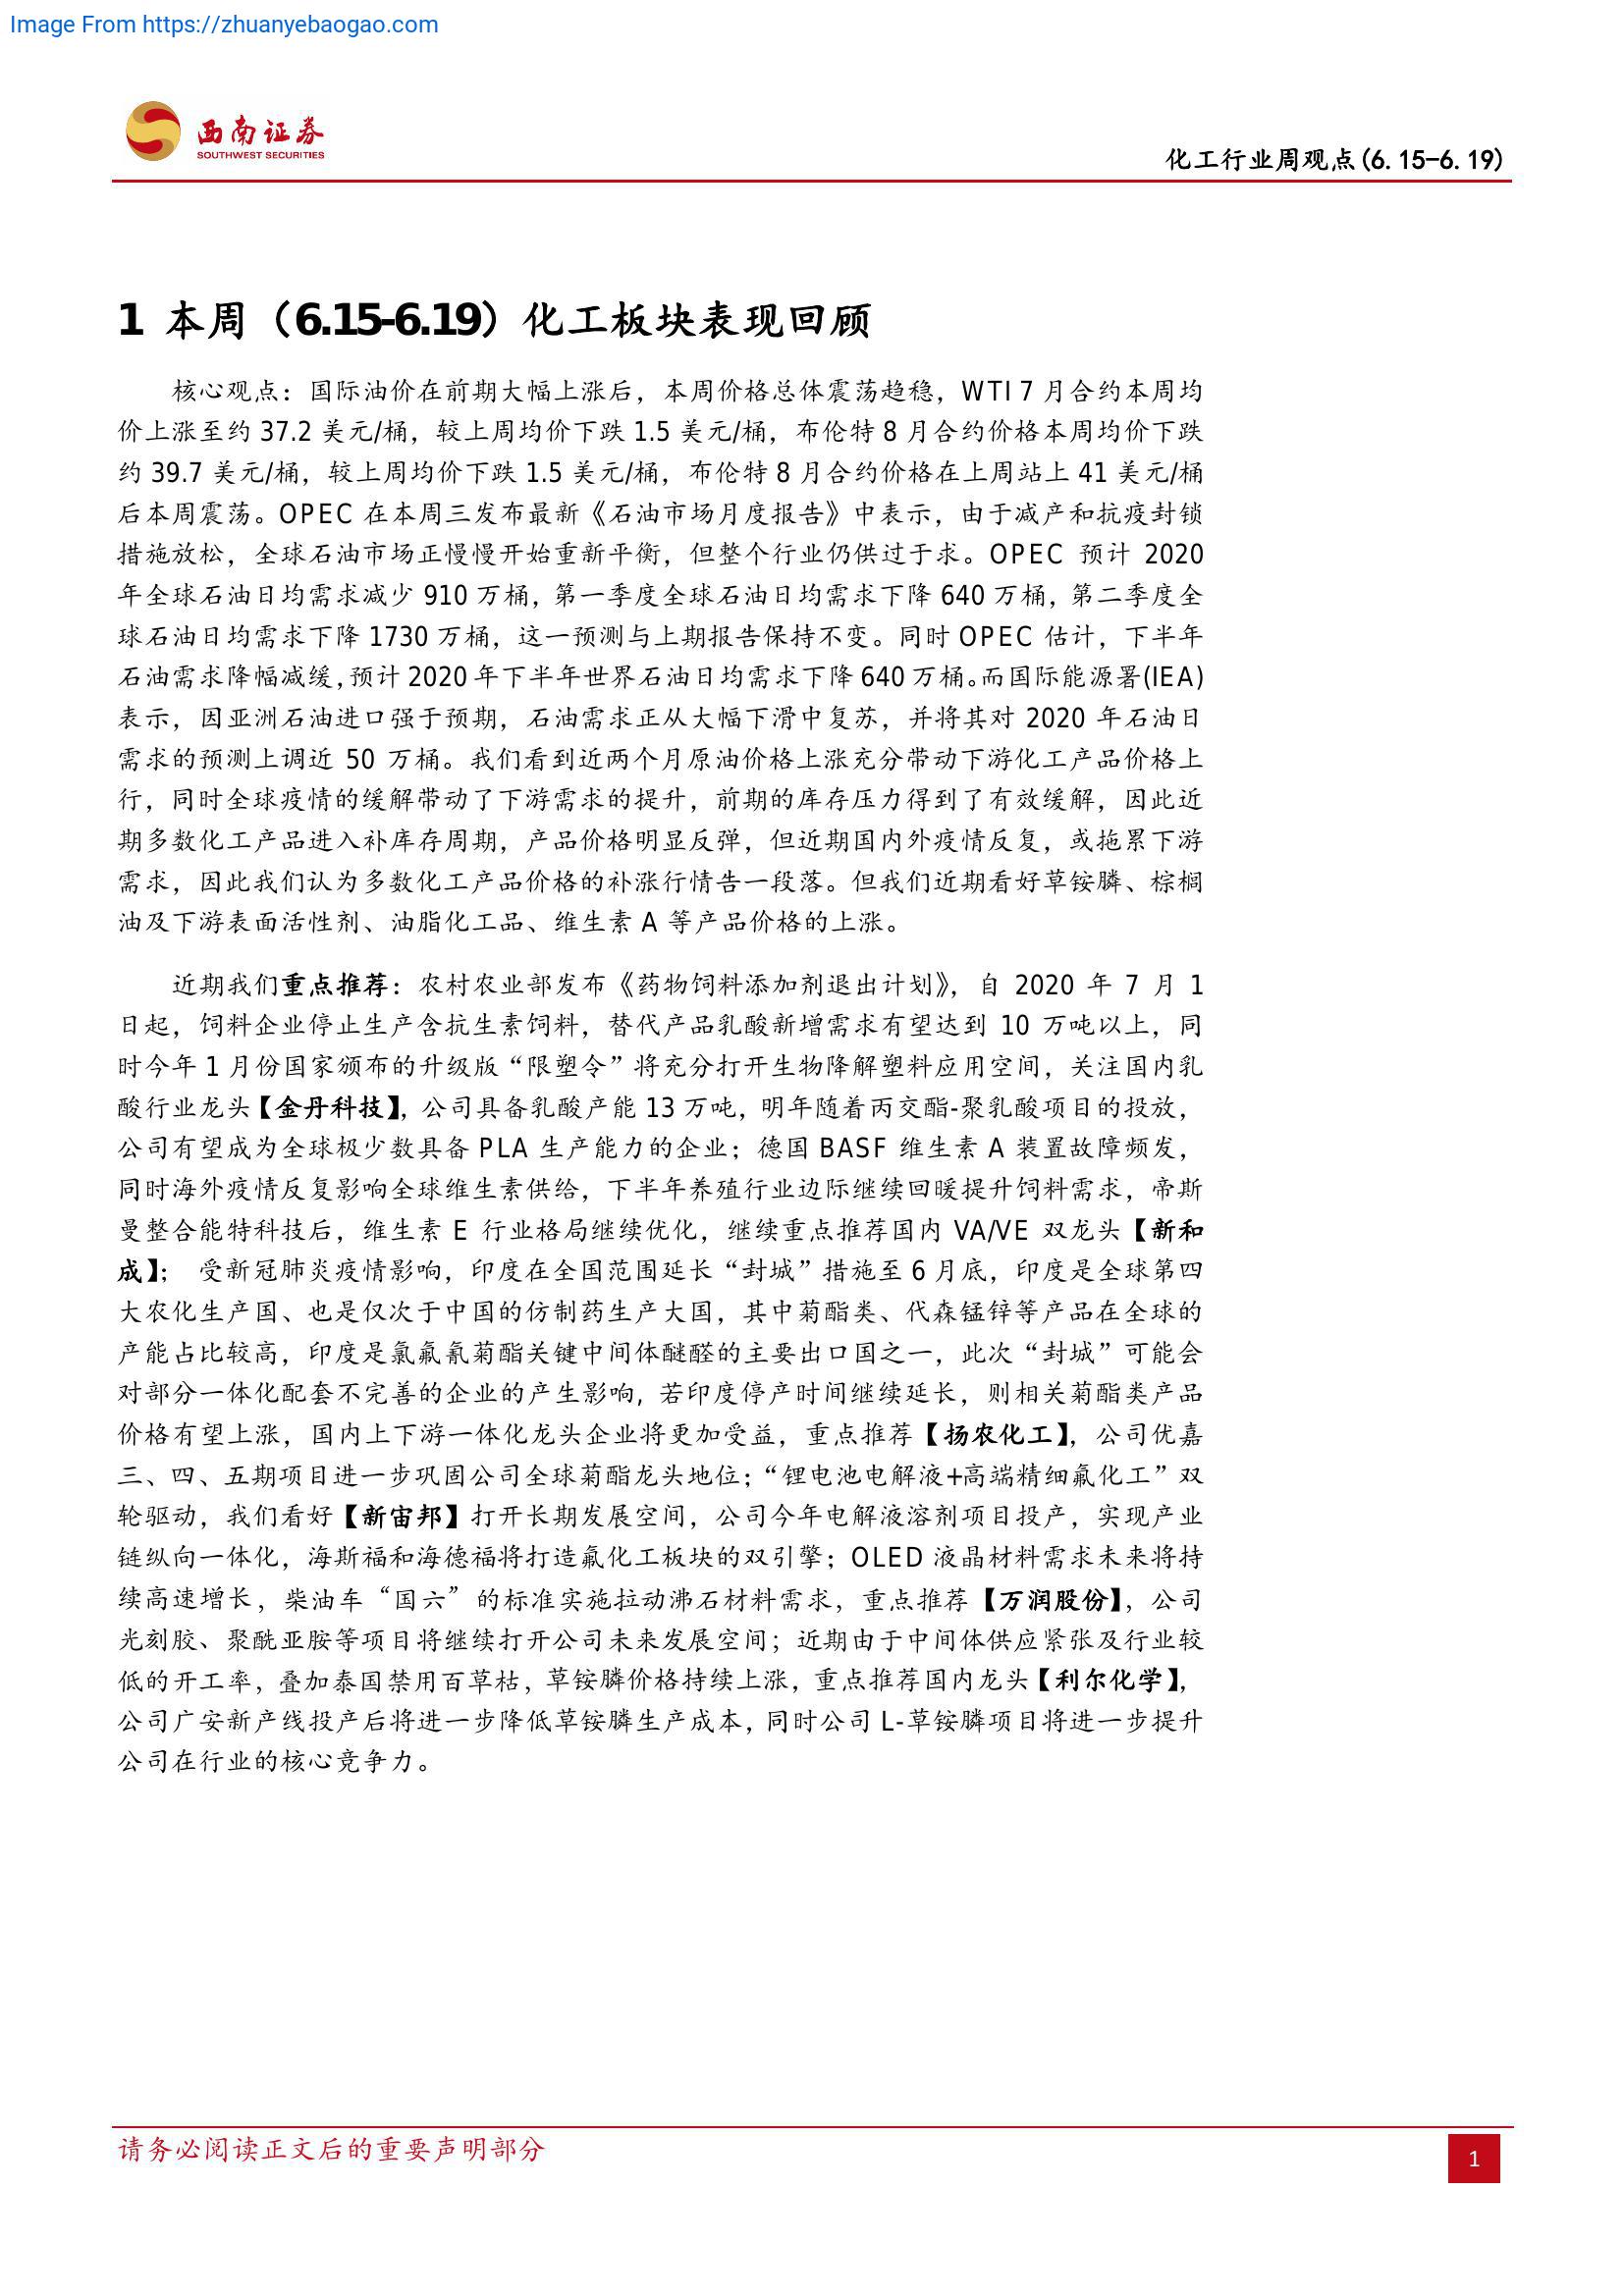 Image From https://zhuanyebaogao.com
西南证券
SOUTHWEST SECURITIES
化工行业周观点(6.15-6.19)
1 本周（6.15-6.19）化工板块表现回顾
核心观点：国际油价在前期大幅上涨后，本周价格总体震荡趋稳，WTI 7 月合约本周均
价上涨至约 37.2 美元/桶，较上周均价下跌 1.5 美元/桶，布伦特 8 月合约价格本周均价下跌
约 39.7 美元/桶，较上周均价下跌 1.5 美元/桶，布伦特 8 月合约价格在上周站上 41 美元/桶
后本周震荡。OPEC 在本周三发布最新《石油市场月度报告》中表示，由于减产和抗疫封锁
措施放松，全球石油市场正慢慢开始重新平衡，但整个行业仍供过于求。OPEC 预计 2020
年全球石油日均需求减少 910 万桶，第一季度全球石油日均需求下降 640 万桶，第二季度全
球石油日均需求下降 1730 万桶，这一预测与上期报告保持不变。同时 OPEC 估计，下半年
石油需求降幅减缓，预计 2020 年下半年世界石油日均需求下降 640 万桶。而国际能源署(IEA)
表示，因亚洲石油进口强于预期，石油需求正从大幅下滑中复苏，并将其对 2020 年石油日
需求的预测上调近 50 万桶。我们看到近两个月原油价格上涨充分带动下游化工产品价格上
行，同时全球疫情的缓解带动了下游需求的提升，前期的库存压力得到了有效缓解，因此近
期多数化工产品进入补库存周期，产品价格明显反弹，但近期国内外疫情反复，或拖累下游
需求，因此我们认为多数化工产品价格的补涨行情告一段落。但我们近期看好草铵膦、棕榈
油及下游表面活性剂、油脂化工品、维生素 A 等产品价格的上涨。
近期我们重点推荐：农村农业部发布《药物饲料添加剂退出计划》，自 2020 年 7 月 1
日起，饲料企业停止生产含抗生素饲料，替代产品乳酸新增需求有望达到 10 万吨以上，同
时今年 1 月份国家颁布的升级版“限塑令”将充分打开生物降解塑料应用空间，关注国内乳
酸行业龙头【金丹科技】，公司具备乳酸产能 13 万吨，明年随着丙交酯-聚乳酸项目的投放，
公司有望成为全球极少数具备 PLA 生产能力的企业；德国 BASF 维生素 A 装置故障频发，
同时海外疫情反复影响全球维生素供给，下半年养殖行业边际继续回暖提升饲料需求，帝斯
曼整合能特科技后，维生素 E 行业格局继续优化，继续重点推荐国内 VA/VE 双龙头【新和
成】； 受新冠肺炎疫情影响，印度在全国范围延长“封城”措施至 6 月底，印度是全球第四
大农化生产国、也是仅次于中国的仿制药生产大国，其中菊酯类、代森锰锌等产品在全球的
产能占比较高，印度是氯氟氰菊酯关键中间体醚醛的主要出口国之一，此次“封城”可能会
对部分一体化配套不完善的企业的产生影响, 若印度停产时间继续延长，则相关菊酯类产品
价格有望上涨，国内上下游一体化龙头企业将更加受益，重点推荐【扬农化工】，公司优嘉
三、四、五期项目进一步巩固公司全球菊酯龙头地位；“锂电池电解液+高端精细氟化工”双
轮驱动，我们看好【新宙邦】打开长期发展空间，公司今年电解液溶剂项目投产，实现产业
链纵向一体化，海斯福和海德福将打造氟化工板块的双引擎；OLED 液晶材料需求未来将持
续高速增长，柴油车“国六”的标准实施拉动沸石材料需求，重点推荐【万润股份】，公司
光刻胶、聚酰亚胺等项目将继续打开公司未来发展空间；近期由于中间体供应紧张及行业较
低的开工率，叠加泰国禁用百草枯，草铵膦价格持续上涨，重点推荐国内龙头【利尔化学】，
公司广安新产线投产后将进一步降低草铵膦生产成本，同时公司 L-草铵膦项目将进一步提升
公司在行业的核心竞争力。
请务必阅读正文后的重要声明部分
1